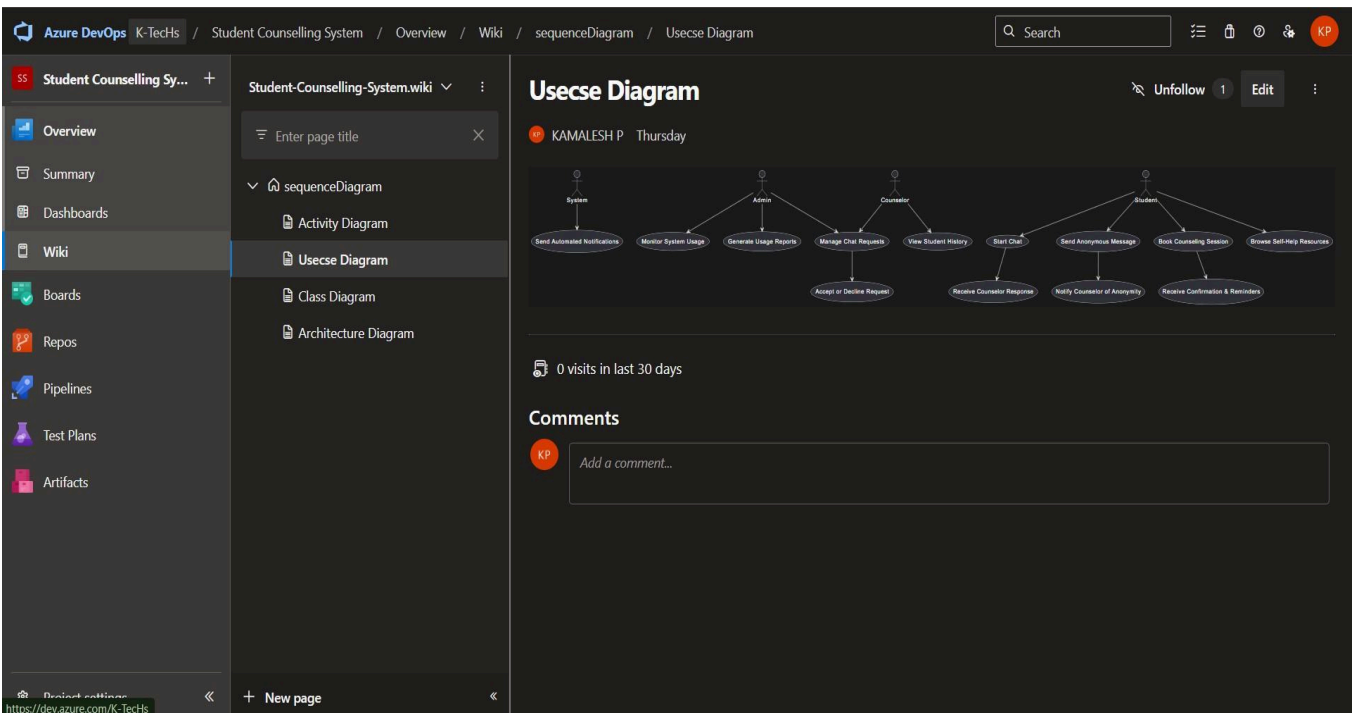 Azure DevOps K-TecHs / Student Counselling System / Overview / Wiki / sequenceDiagram / Usecse Diagram
Search
KP
SS Student Counselling Sy... +
Overview
Summary
Dashboards
Wiki
Boards
Repos
Pipelines
Test Plans
Artifacts
Project settings
https://dev.azure.com/K-TecHs
Student-Counselling-System.wiki
Enter page title
sequenceDiagram
Activity Diagram
Usecse Diagram
Class Diagram
Architecture Diagram
+ New page
Usecse Diagram
Unfollow 1 Edit
KP KAMALESH P Thursday
System Admin Counselor Student
Send Automated Notifications Monitor System Usage Generate Usage Reports Manage Chat Requests View Student History Start Chat Send Anonymous Message Book Counseling Session Browse Self-Help Resources
Accept or Decline Request Receive Counselor Response Notify Counselor of Anonymity Receive Confirmation & Reminders
0 visits in last 30 days
Comments
KP
Add a comment...